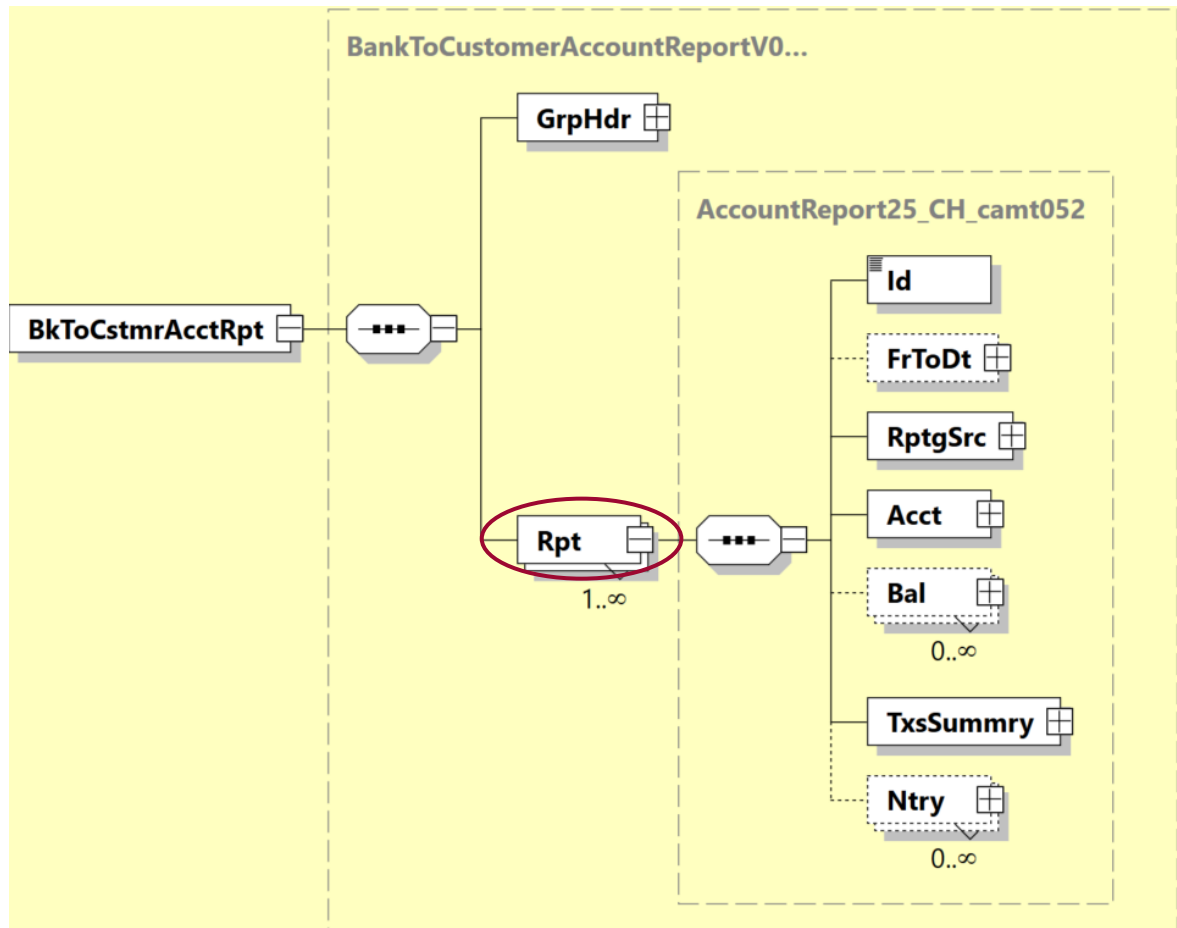 BankToCustomerAccountReportV0...
GrpHdr
AccountReport25_CH_camt052
Id
BkToCstmrAcctRpt
FrToDt
RptgSrc
Acct
Rpt
1..∞
Bal
0..∞
TxsSummry
Ntry
0..∞